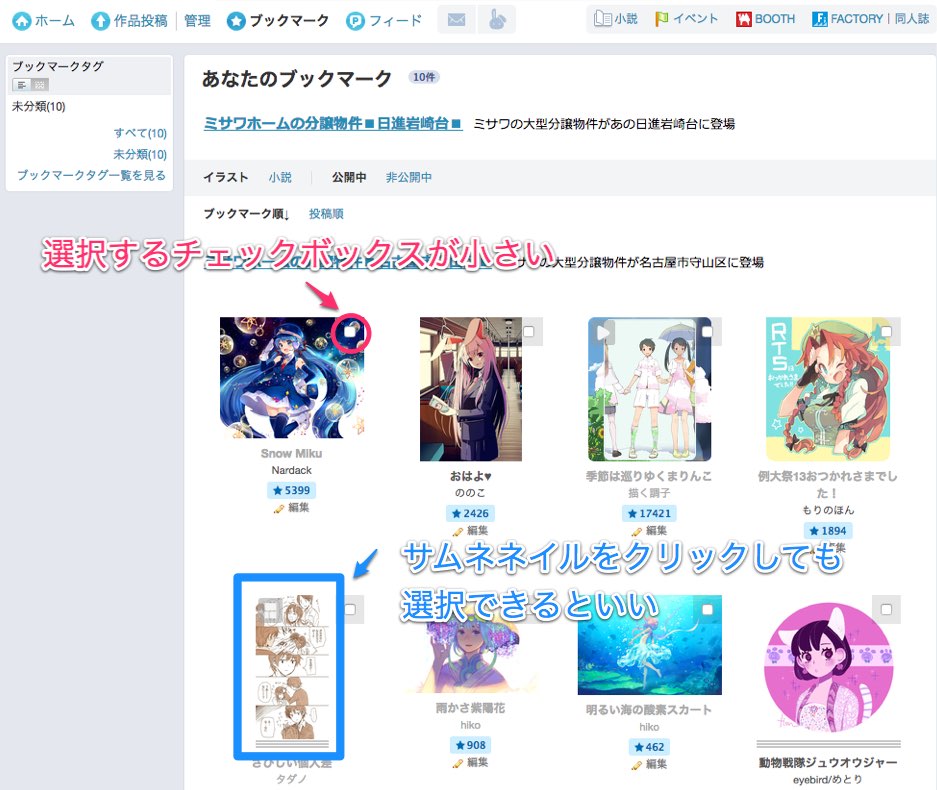 ホーム 作品投稿 管理 ブックマーク フィード 小説 イベント BOOTH FACTORY 同人誌
ブックマークタグ
未分類(10)
すべて(10)
未分類(10)
ブックマークタグ一覧を見る
あなたのブックマーク 10件
ミサワホームの分譲物件■日進岩崎台■ ミサワの大型分譲物件があの日進岩崎台に登場
イラスト 小説 公開中 非公開中
ブックマーク順↓ 投稿順
選択するチェックボックスが小さい
の大型分譲物件が名古屋市守山区に登場
RTS
Snow Miku
Nardack
★5399
編集
おはよ♥
ののこ
★2426
編集
季節は巡りゆくまりんこ
描く調子
★17421
編集
例大祭13おつかれさまでし
た！
もりのほん
★1894
編集
サムネネイルをクリックしても
選択できるといい
さびしい個人差
タダノ
雨かさ紫陽花
hiko
★908
編集
明るい海の酸素スカート
hiko
★462
編集
動物戦隊ジュウオウジャー
eyebird/めとり